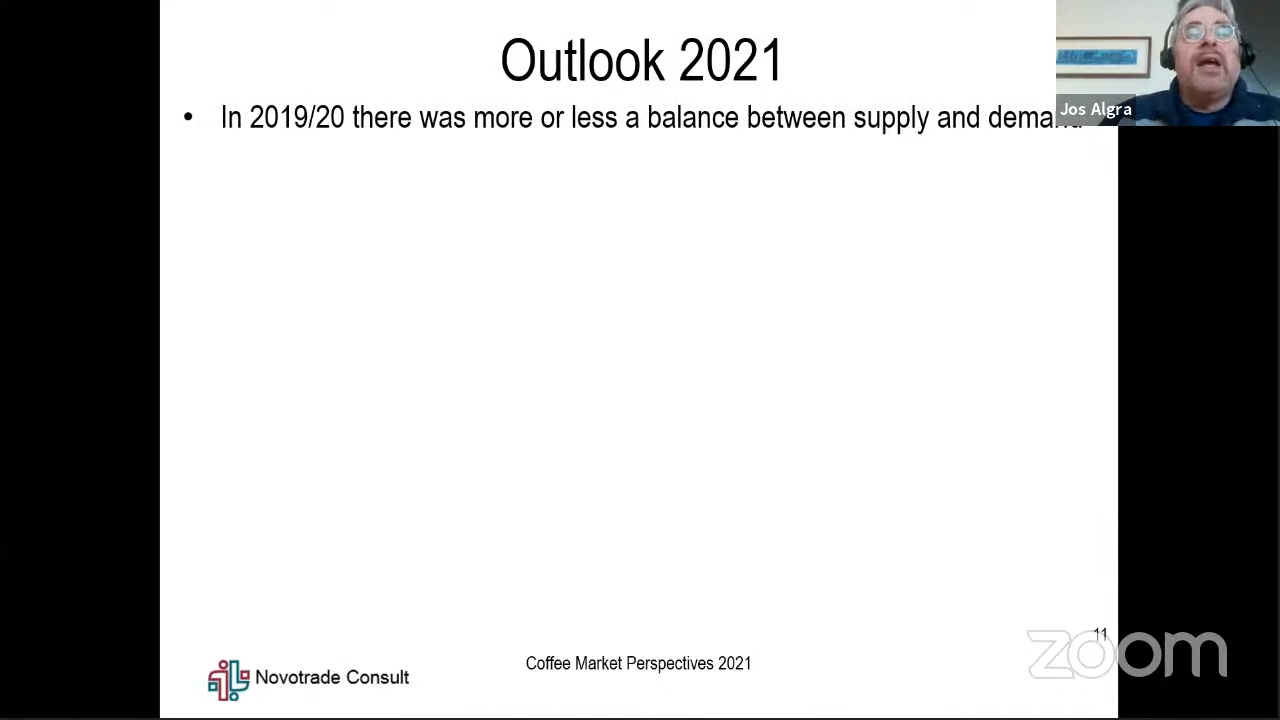 Outlook 2021
Jos Algra
• In 2019/20 there was more or less a balance between supply and demand
11
zoom
Coffee Market Perspectives 2021
Novotrade Consult